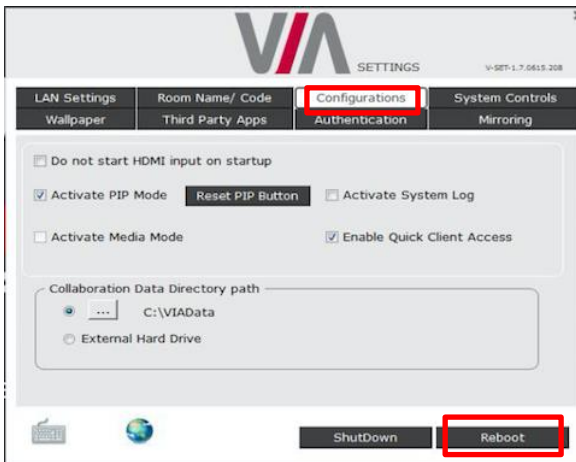 VIA
SETTINGS
V-SET-1.7.0615.208
LAN Settings Room Name/ Code Configurations System Controls
Wallpaper Third Party Apps Authentication Mirroring
Do not start HDMI input on startup
Activate PIP Mode Reset PIP Button Activate System Log
Activate Media Mode Enable Quick Client Access
Collaboration Data Directory path
... C:\VIAData
External Hard Drive
ShutDown Reboot